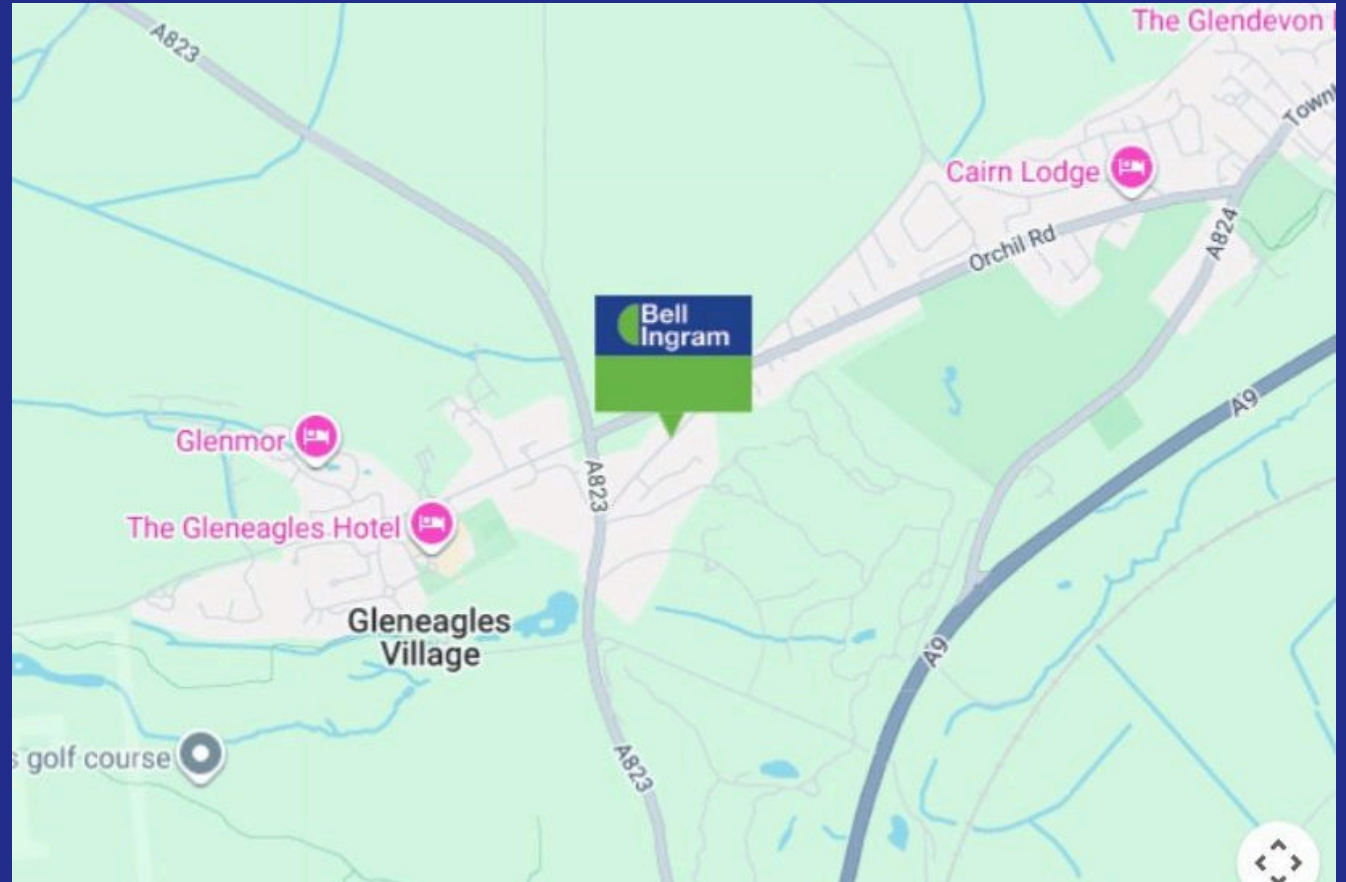 A823
The Glendevon
Townh
Cairn Lodge
Orchil Rd
A824
Bell
Ingram
A9
Glenmor
A823
The Gleneagles Hotel
Gleneagles
Village
A9
s golf course
A823